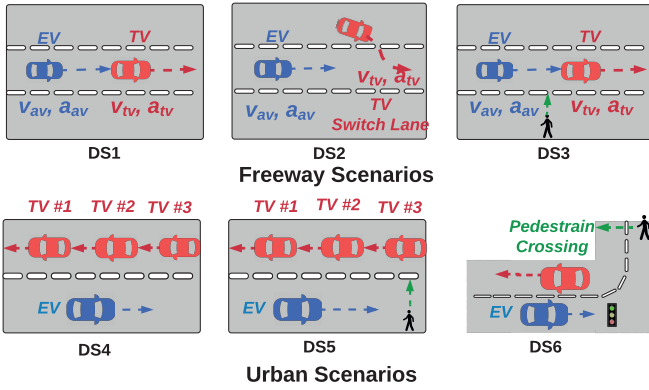 EV TV
v_av, a_av v_tv, a_tv
DS1
EV
v_tv, a_tv
v_av, a_av
TV
Switch Lane
DS2
EV TV
v_av, a_av v_tv, a_tv
DS3
Freeway Scenarios
TV #1 TV #2 TV #3
EV
DS4
TV #1 TV #2 TV #3
EV
DS5
Pedestrain
Crossing
EV
DS6
Urban Scenarios